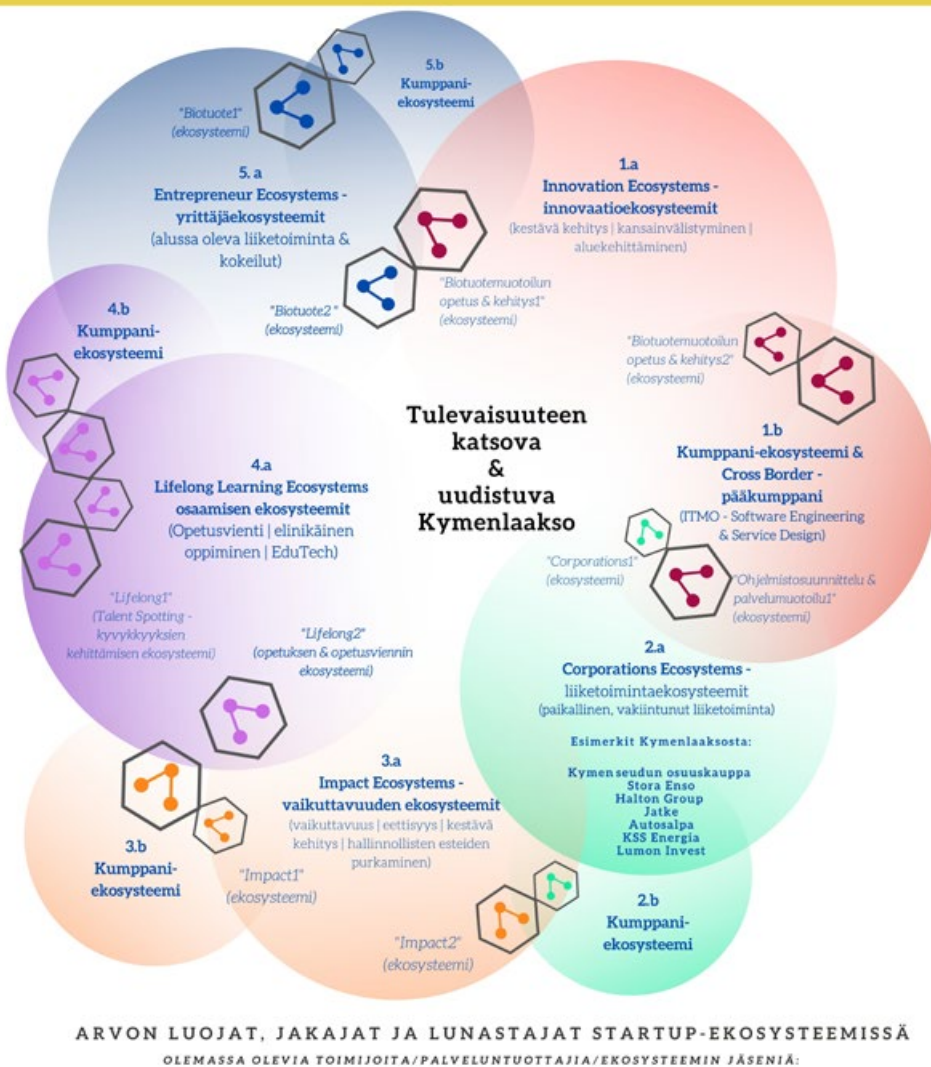 5.b
Kumppani-
ekosysteemi
"Biotuote1"
(ekosysteemi)
5. a
Entrepreneur Ecosystems -
yrittäjäekosysteemit
(alussa oleva liiketoiminta &
kokeilut)
1.a
Innovation Ecosystems -
innovaatioekosysteemit
(kestävä kehitys | kansainvälistyminen |
aluekehittäminen)
"Biotuote2 "
(ekosysteemi)
"Biotuotemuotoilun
opetus & kehitys1"
(ekosysteemi)
4.b
Kumppani-
ekosysteemi
"Biotuotemuotoilun
opetus & kehitys2"
(ekosysteemi)
Tulevaisuuteen
katsova
&
uudistuva
Kymenlaakso
1.b
Kumppani-ekosysteemi &
Cross Border -
pääkumppani
(ITMO - Software Engineering
& Service Design)
4.a
Lifelong Learning Ecosystems
osaamisen ekosysteemit
(Opetusvienti | elinikäinen
oppiminen | EduTech)
"Corporations1"
(ekosysteemi)
"Ohjelmistosuunnittelu &
palvelumuotoilu1"
(ekosysteemi)
"Lifelong1"
(Talent Spotting -
kyvykkyyksien
kehittämisen ekosysteemi)
"Lifelong2"
(opetuksen & opetusviennin
ekosysteemi)
2.a
Corporations Ecosystems -
liiketoimintaekosysteemit
(paikallinen, vakiintunut liiketoiminta)
Esimerkit Kymenlaaksosta:
Kymen seudun osuuskauppa
Stora Enso
Halton Group
Jatke
Autosalpa
KSS Energia
Lumon Invest
3.a
Impact Ecosystems -
vaikuttavuuden ekosysteemit
(vaikuttavuus | eettisyys | kestävä
kehitys | hallinnollisten esteiden
purkaminen)
3.b
Kumppani-
ekosysteemi
"Impact1"
(ekosysteemi)
2.b
Kumppani-
ekosysteemi
"Impact2"
(ekosysteemi)
ARVON LUOJAT, JAKAJAT JA LUNASTAJAT STARTUP-EKOSYSTEEMISSÄ
OLEMASSA OLEVIA TOIMIJOITA/PALVELUNTUOTTAJIA/EKOSYSTEEMIN JÄSENIÄ: